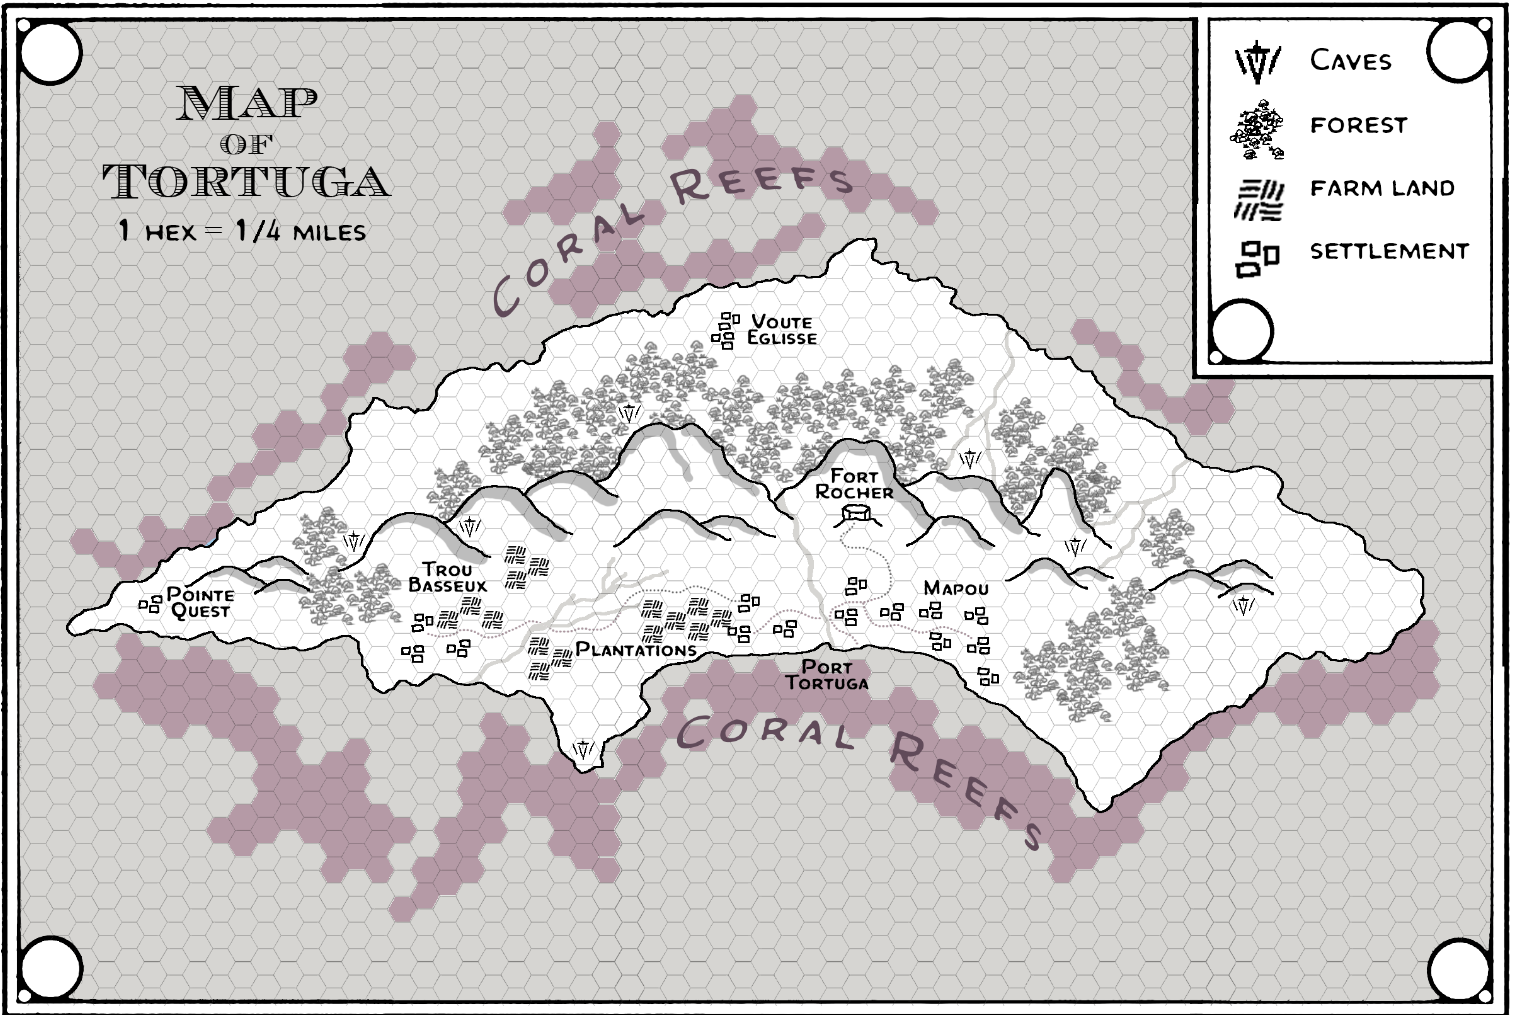 Map
of
Tortuga
1 hex = 1/4 miles
Caves
forest
farm land
settlement
Coral Reefs
Voute
Eglisse
Fort
Rocher
Trou
Basseux
Pointe
Quest
Mapou
Plantations
Port
Tortuga
Coral Reefs